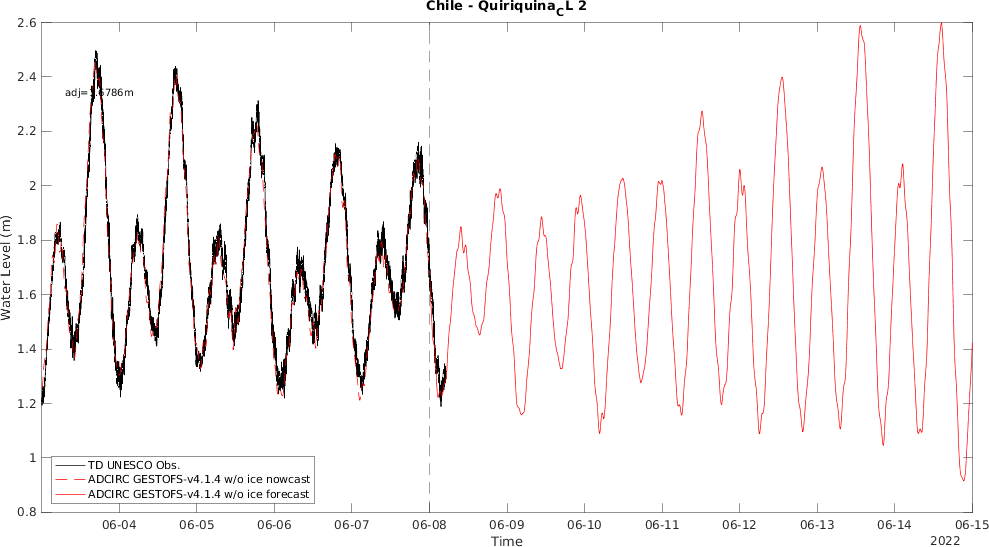 Chile - Quiriquina_CL 2
2.6
2.4
2.2
2
1.8
1.6
1.4
1.2
1
0.8
Water Level (m)
TD UNESCO Obs.
ADCIRC GESTOFS-v4.1.4 w/o ice nowcast
ADCIRC GESTOFS-v4.1.4 w/o ice forecast
06-04 06-05 06-06 06-07 06-08 06-09 06-10 06-11 06-12 06-13 06-14 06-15
Time
2022